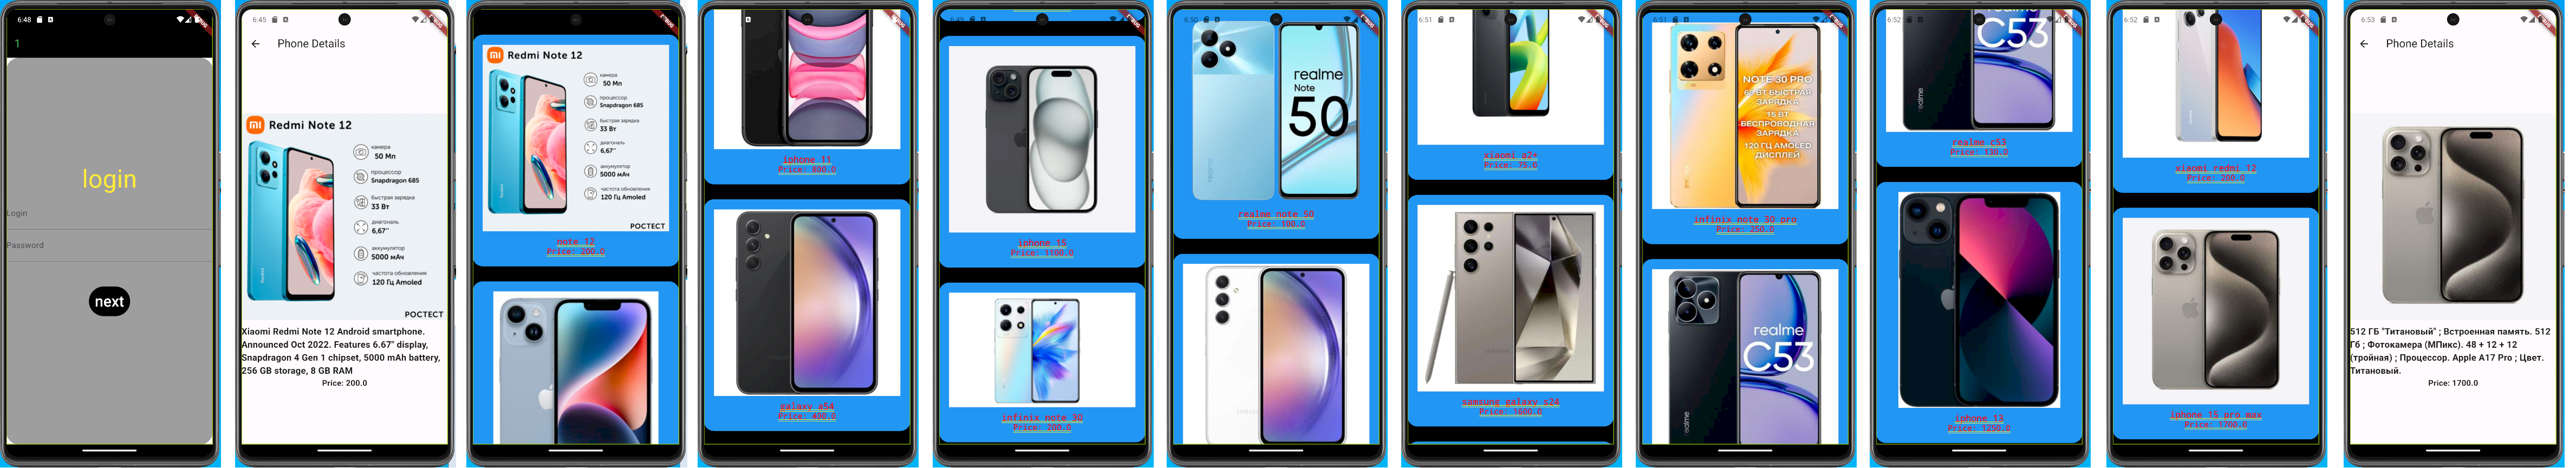 6:48
1
login
Login
Password
next
6:45
Phone Details
Redmi Note 12
камера
50 Мп
процессор
Snapdragon 685
быстрая зарядка
33 Вт
диагональ
6,67"
аккумулятор
5000 мАч
частота обновления
120 Гц Amoled
РОСТЕСТ
Xiaomi Redmi Note 12 Android smartphone.
Announced Oct 2022. Features 6.67" display,
Snapdragon 4 Gen 1 chipset, 5000 mAh battery,
256 GB storage, 8 GB RAM
Price: 200.0
Redmi Note 12
камера
50 Мп
процессор
Snapdragon 685
быстрая зарядка
33 Вт
диагональ
6,67"
аккумулятор
5000 мАч
частота обновления
120 Гц Amoled
РОСТЕСТ
note 12
Price: 200.0
iphone 11
Price: 800.0
galaxy a54
Price: 400.0
6:49
iphone 15
Price: 1100.0
infinix note 30
Price: 200.0
6:50
realme
Note
50
realme note 50
Price: 100.0
6:51
xiaomi a2+
Price: 75.0
samsung galaxy s24
Price: 1600.0
6:51
NOTE 30 PRO
68 ВТ БЫСТРАЯ
ЗАРЯДКА
15 ВТ
БЕСПРОВОДНАЯ
ЗАРЯДКА
120 ГЦ AMOLED
ДИСПЛЕЙ
infinix note 30 pro
Price: 250.0
realme
C53
realme
6:52
C53
realme
realme c53
Price: 130.0
iphone 13
Price: 1250.0
6:52
xiaomi redmi 12
Price: 200.0
iphone 15 pro max
Price: 1700.0
6:53
Phone Details
512 ГБ "Титановый" ; Встроенная память. 512
Гб ; Фотокамера (МПикс). 48 + 12 + 12
(тройная) ; Процессор. Apple A17 Pro ; Цвет.
Титановый.
Price: 1700.0